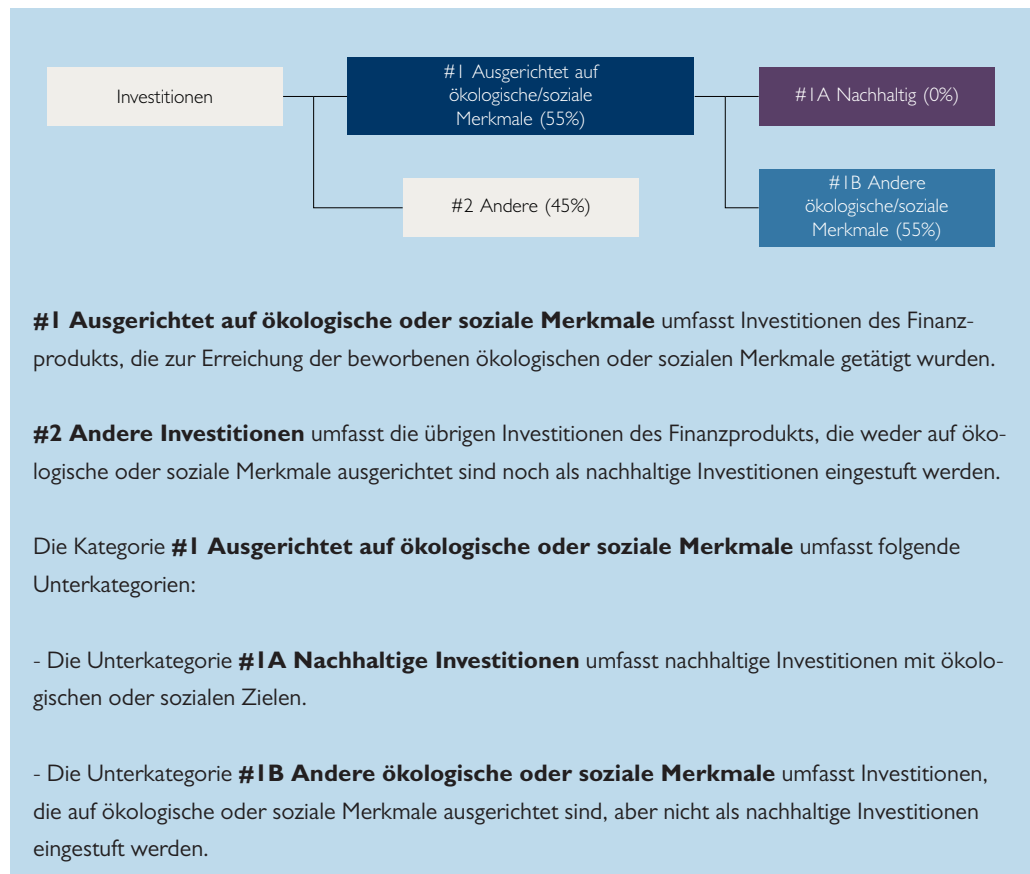 Investitionen
#1 Ausgerichtet auf
ökologische/soziale
Merkmale (55%)
#1A Nachhaltig (0%)
#2 Andere (45%)
#1B Andere
ökologische/soziale
Merkmale (55%)
#1 Ausgerichtet auf ökologische oder soziale Merkmale umfasst Investitionen des Finanz-
produkts, die zur Erreichung der beworbenen ökologischen oder sozialen Merkmale getätigt wurden.
#2 Andere Investitionen umfasst die übrigen Investitionen des Finanzprodukts, die weder auf öko-
logische oder soziale Merkmale ausgerichtet sind noch als nachhaltige Investitionen eingestuft werden.
Die Kategorie #1 Ausgerichtet auf ökologische oder soziale Merkmale umfasst folgende
Unterkategorien:
- Die Unterkategorie #1A Nachhaltige Investitionen umfasst nachhaltige Investitionen mit ökolo-
gischen oder sozialen Zielen.
- Die Unterkategorie #1B Andere ökologische oder soziale Merkmale umfasst Investitionen,
die auf ökologische oder soziale Merkmale ausgerichtet sind, aber nicht als nachhaltige Investitionen
eingestuft werden.